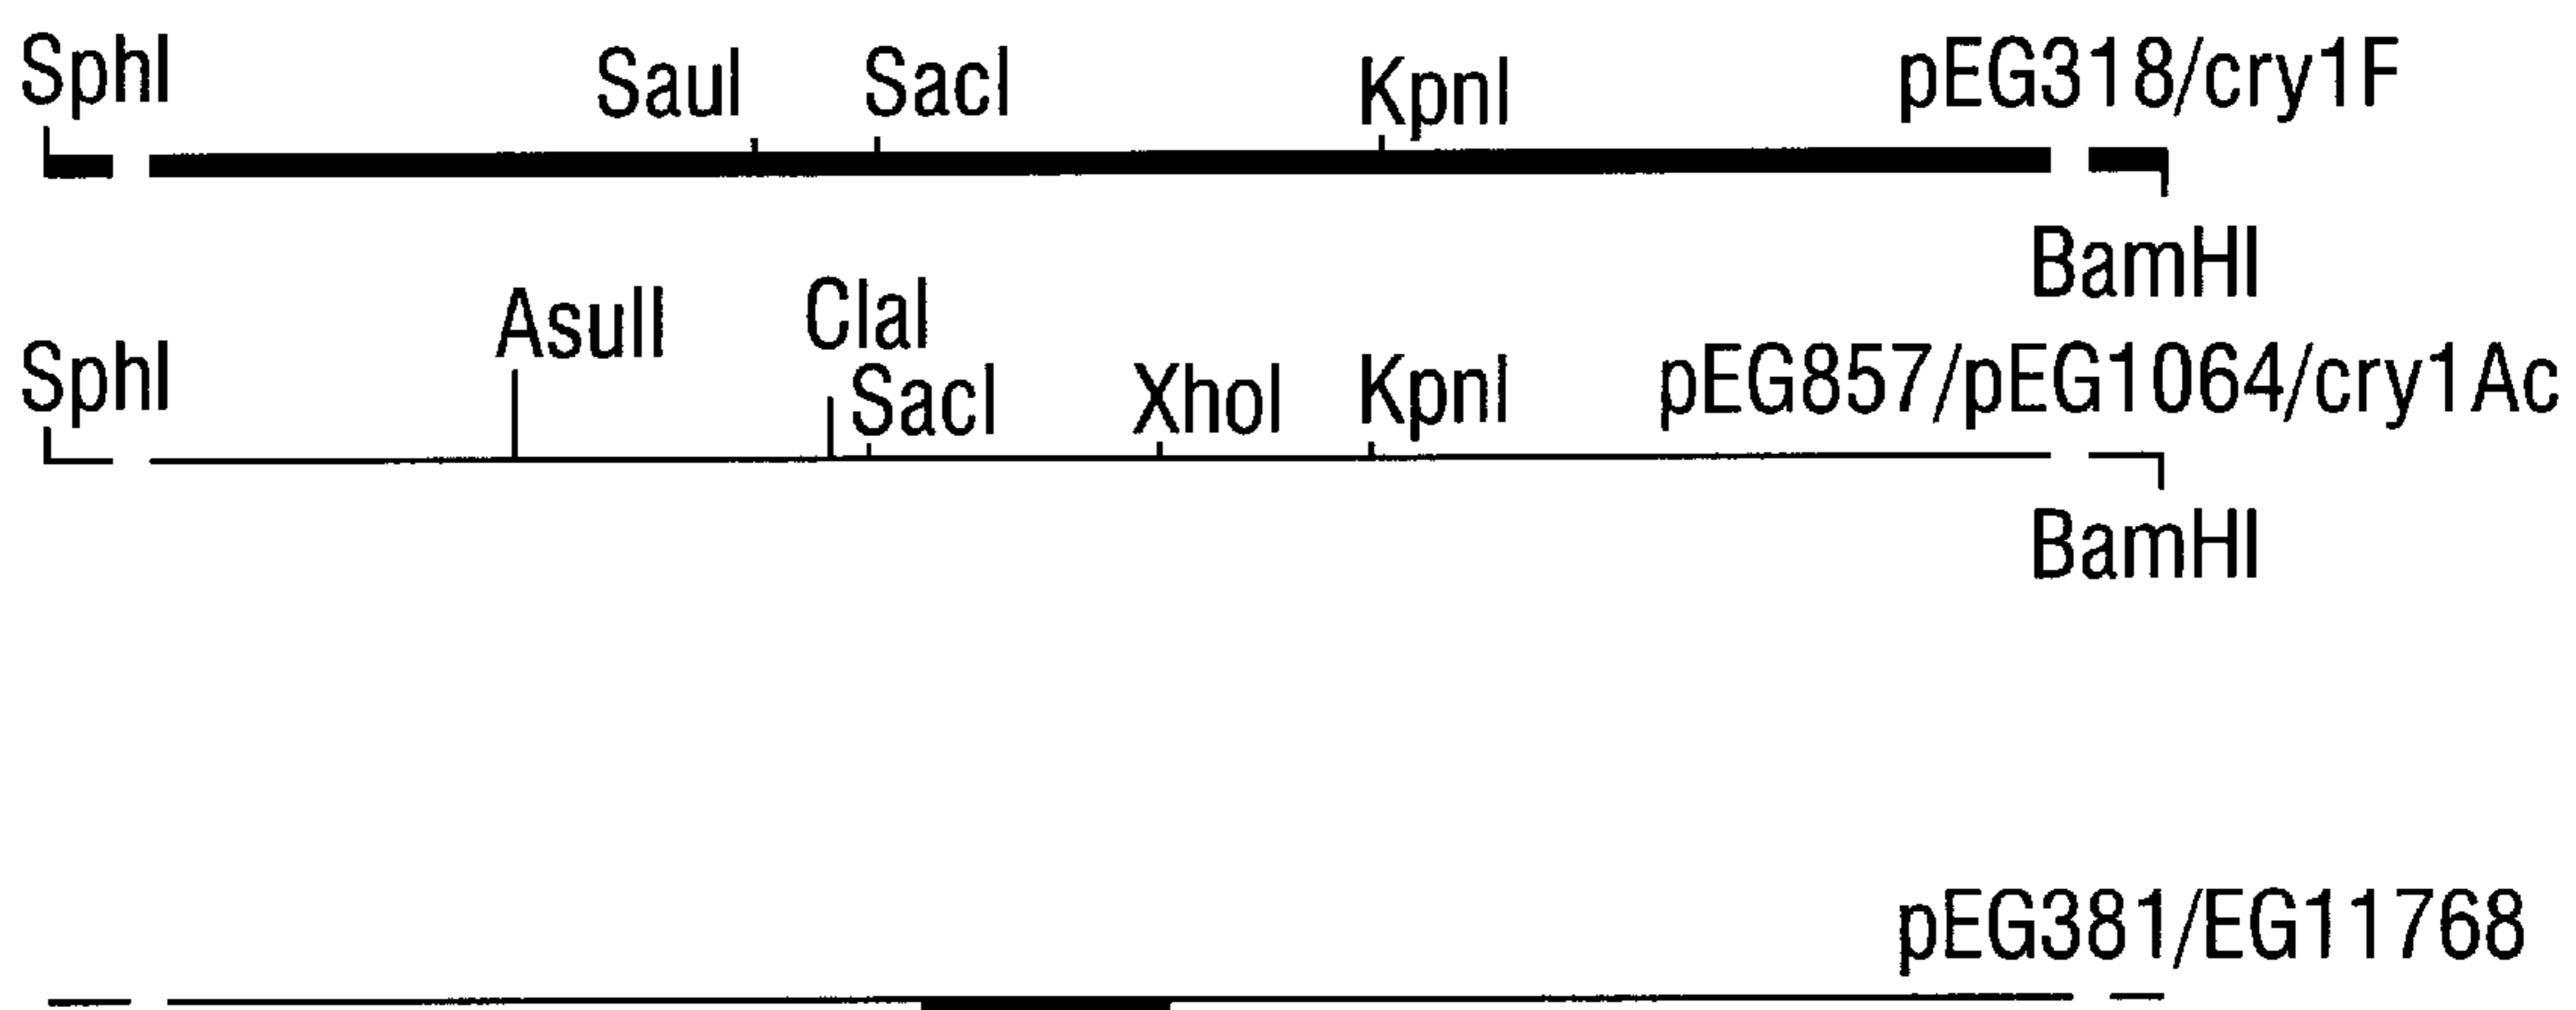 SphI SauI SacI KpnI pEG318/cry1F
BamHI
AsuII ClaI
SphI SacI XhoI KpnI pEG857/pEG1064/cry1Ac
BamHI
pEG381/EG11768